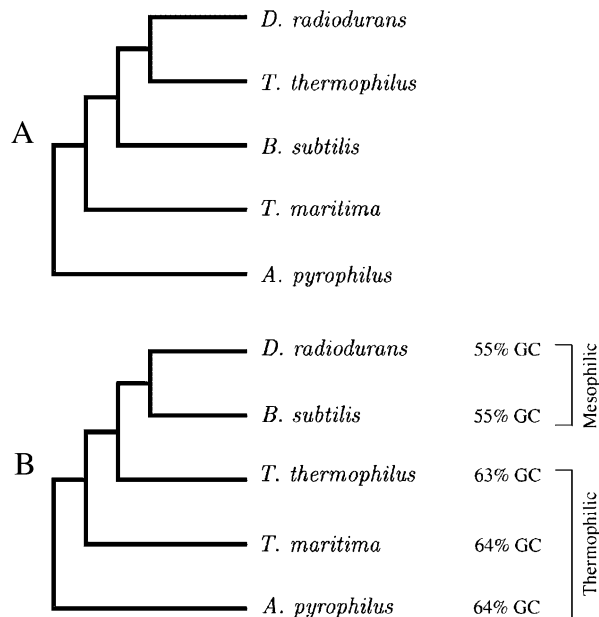 A
D. radiodurans
T. thermophilus
B. subtilis
T. maritima
A. pyrophilus
B
D. radiodurans 55% GC
B. subtilis 55% GC
Mesophilic
T. thermophilus 63% GC
T. maritima 64% GC
A. pyrophilus 64% GC
Thermophilic